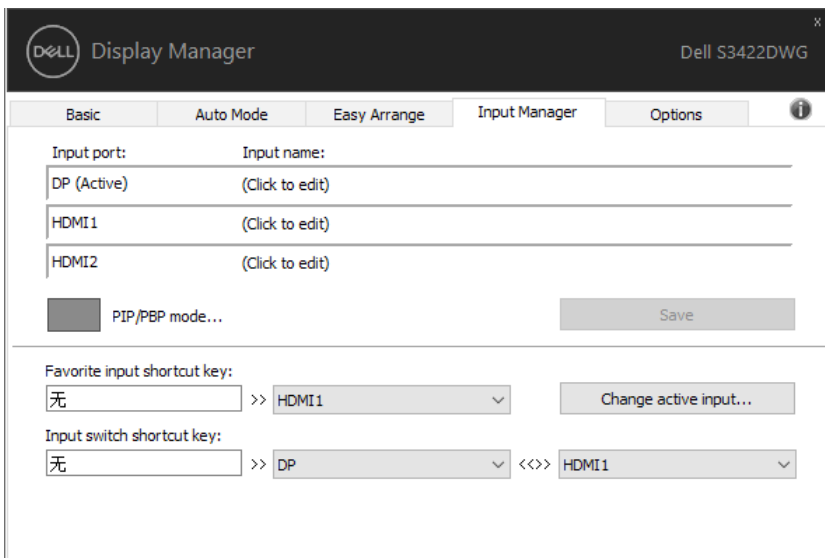 x
DELL Display Manager Dell S3422DWG
Basic Auto Mode Easy Arrange Input Manager Options i
Input port: Input name:
DP (Active) (Click to edit)
HDMI1 (Click to edit)
HDMI2 (Click to edit)
PIP/PBP mode... Save
Favorite input shortcut key:
无 >> HDMI1 Change active input...
Input switch shortcut key:
无 >> DP <<>> HDMI1